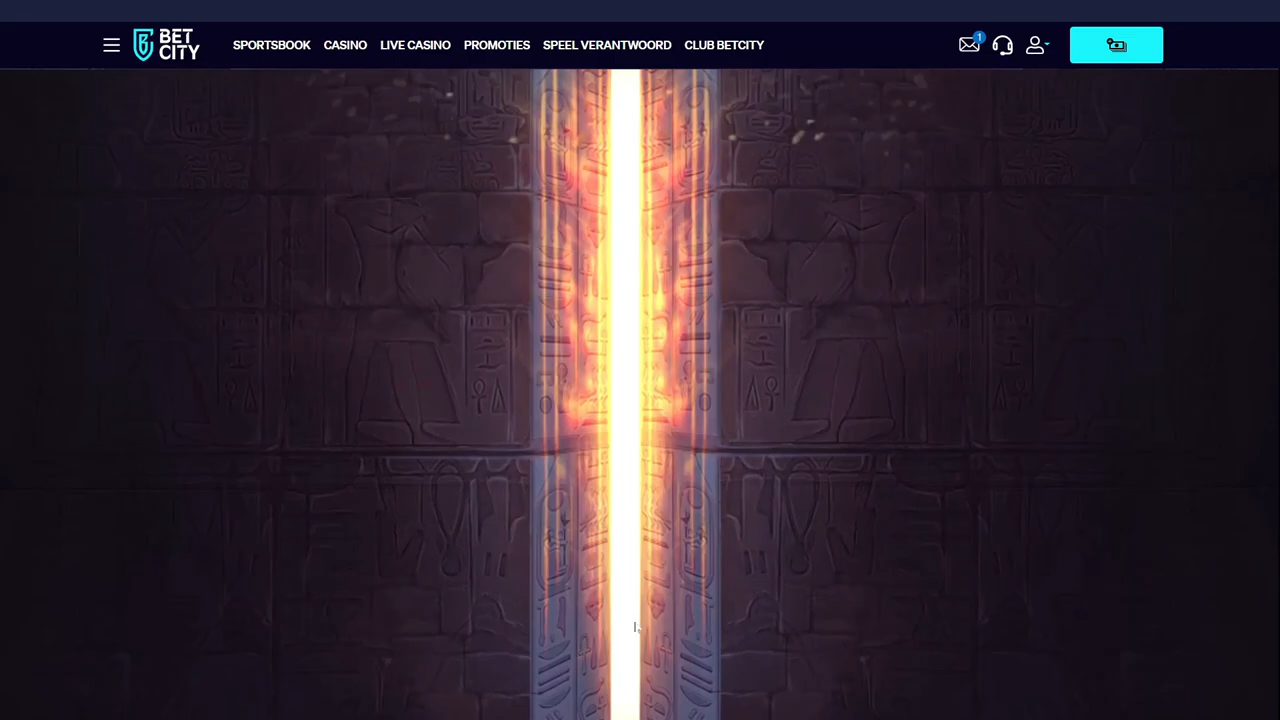 BET
CITY
SPORTSBOOK CASINO LIVE CASINO PROMOTIES SPEEL VERANTWOORD CLUB BETCITY
1